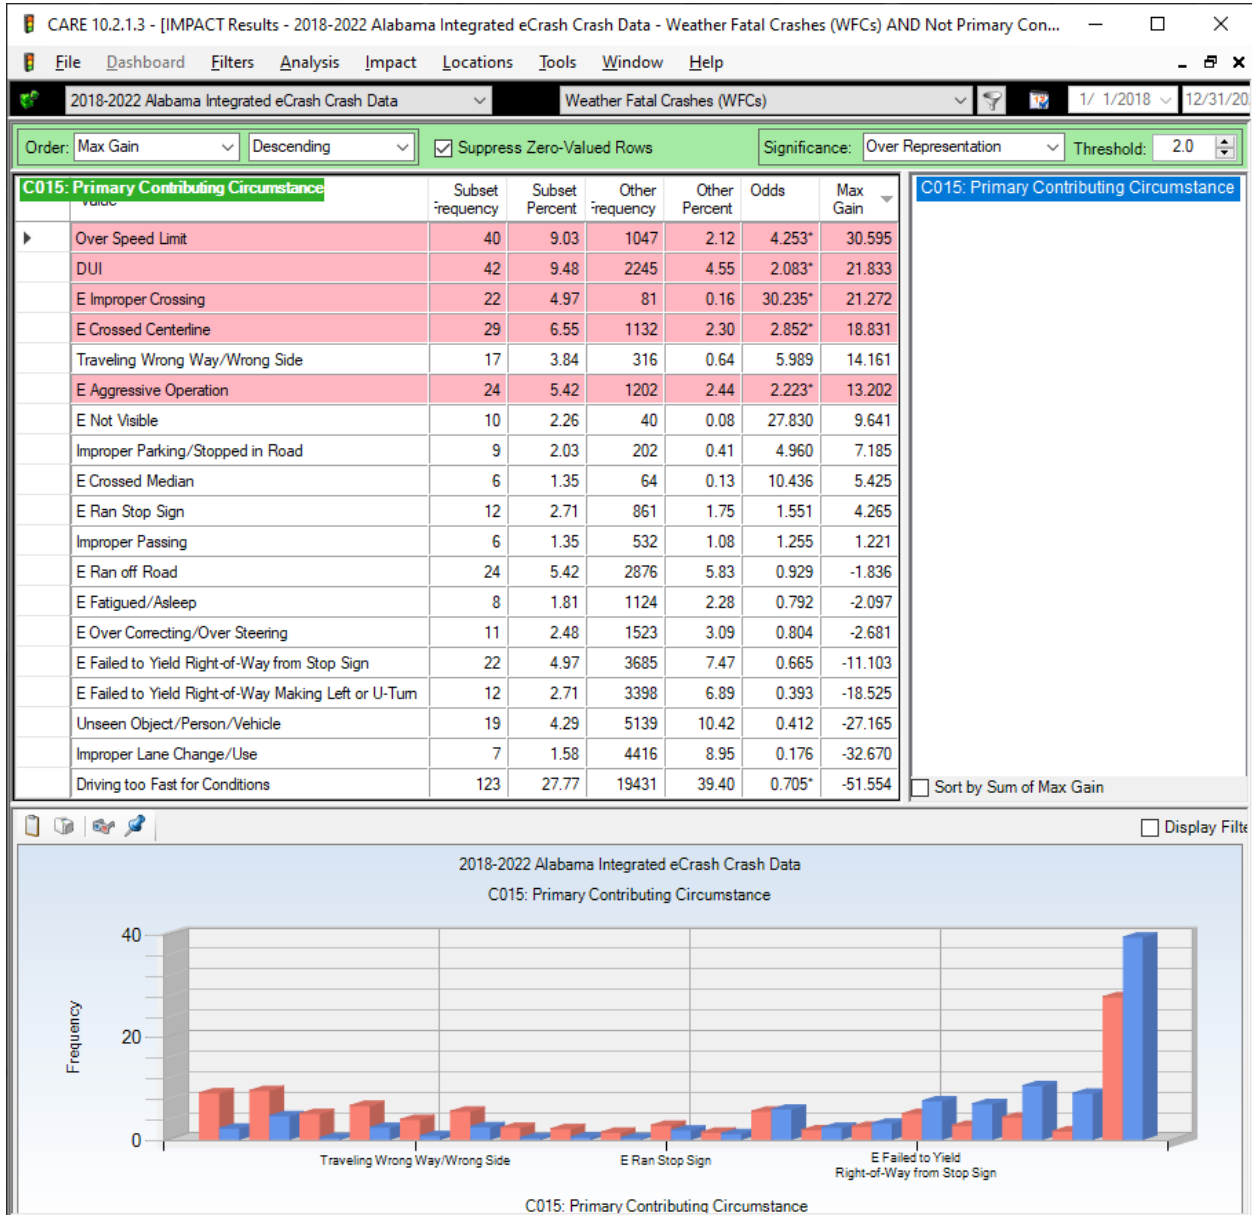 CARE 10.2.1.3 - [IMPACT Results - 2018-2022 Alabama Integrated eCrash Crash Data - Weather Fatal Crashes (WFCs) AND Not Primary Con...
File Dashboard Filters Analysis Impact Locations Tools Window Help
2018-2022 Alabama Integrated eCrash Crash Data Weather Fatal Crashes (WFCs) 1/ 1/2018 12/31/20
Order: Max Gain Descending Suppress Zero-Valued Rows Significance: Over Representation Threshold: 2.0
C015: Primary Contributing Circumstance
Subset Frequency Subset Percent Other Frequency Other Percent Odds Max Gain
Over Speed Limit 40 9.03 1047 2.12 4.253* 30.595
DUI 42 9.48 2245 4.55 2.083* 21.833
E Improper Crossing 22 4.97 81 0.16 30.235* 21.272
E Crossed Centerline 29 6.55 1132 2.30 2.852* 18.831
Traveling Wrong Way/Wrong Side 17 3.84 316 0.64 5.989 14.161
E Aggressive Operation 24 5.42 1202 2.44 2.223* 13.202
E Not Visible 10 2.26 40 0.08 27.830 9.641
Improper Parking/Stopped in Road 9 2.03 202 0.41 4.960 7.185
E Crossed Median 6 1.35 64 0.13 10.436 5.425
E Ran Stop Sign 12 2.71 861 1.75 1.551 4.265
Improper Passing 6 1.35 532 1.08 1.255 1.221
E Ran off Road 24 5.42 2876 5.83 0.929 -1.836
E Fatigued/Asleep 8 1.81 1124 2.28 0.792 -2.097
E Over Correcting/Over Steering 11 2.48 1523 3.09 0.804 -2.681
E Failed to Yield Right-of-Way from Stop Sign 22 4.97 3685 7.47 0.665 -11.103
E Failed to Yield Right-of-Way Making Left or U-Turn 12 2.71 3398 6.89 0.393 -18.525
Unseen Object/Person/Vehicle 19 4.29 5139 10.42 0.412 -27.165
Improper Lane Change/Use 7 1.58 4416 8.95 0.176 -32.670
Driving too Fast for Conditions 123 27.77 19431 39.40 0.705* -51.554
C015: Primary Contributing Circumstance
Sort by Sum of Max Gain
Display Filte
2018-2022 Alabama Integrated eCrash Crash Data
C015: Primary Contributing Circumstance
Frequency
40
20
0
Traveling Wrong Way/Wrong Side
E Ran Stop Sign
E Failed to Yield
Right-of-Way from Stop Sign
C015: Primary Contributing Circumstance